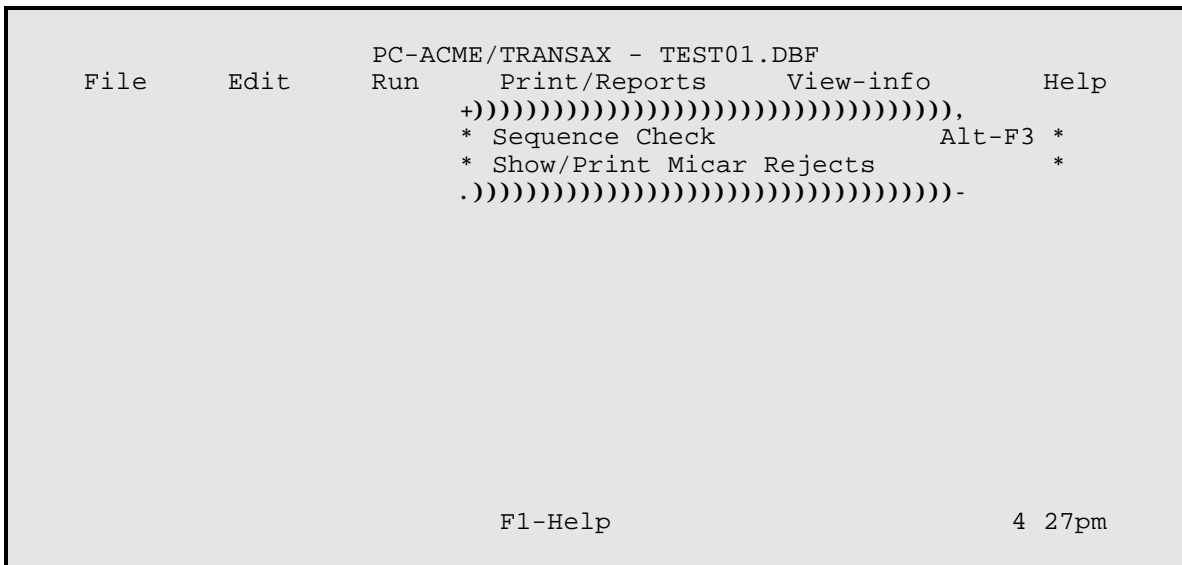 PC-ACME/TRANSAX - TEST01.DBF
File Edit Run Print/Reports View-info Help
+))))))))))))))))))))))))))))))))))))),
* Sequence Check Alt-F3 *
* Show/Print Micar Rejects *
.)))))))))))))))))))))))))))))))))))))-
F1-Help 4 27pm